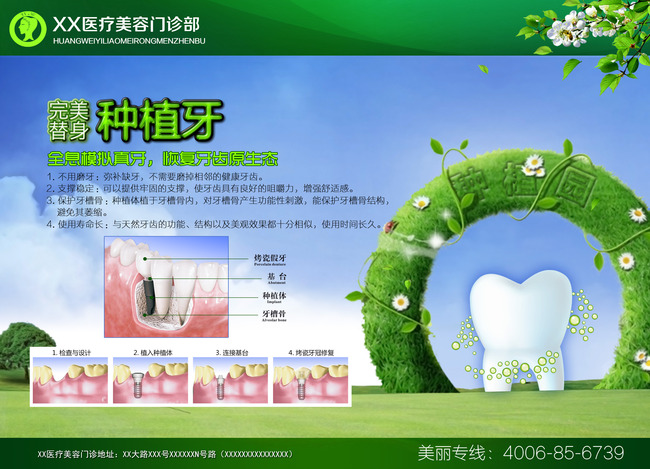 XX医疗美容门诊部
HUANGWEIYILIAOMEIRONGMENZHENBU
完美
替身
种植牙
全息模拟真牙，恢复牙齿原生态
1. 不用磨牙：弥补缺牙，不需要磨掉相邻的健康牙齿。
2. 支撑稳定：可以提供牢固的支撑，使牙齿具有良好的咀嚼力，增强舒适感。
3. 保护牙槽骨：种植体植于牙槽骨内，对牙槽骨产生功能性刺激，能保护牙槽骨结构，
避免其萎缩。
4. 使用寿命长：与天然牙齿的功能、结构以及美观效果都十分相似，使用时间长久。
烤瓷假牙
Porcelain denture
基台
Abutment
种植体
Implant
牙槽骨
Alveolar bone
1. 检查与设计
2. 植入种植体
3. 连接基台
4. 烤瓷牙冠修复
XX医疗美容门诊地址：XX大路XXX号XXXXXXN号路（XXXXXXXXXXXXXXX）
美丽专线：4006-85-6739